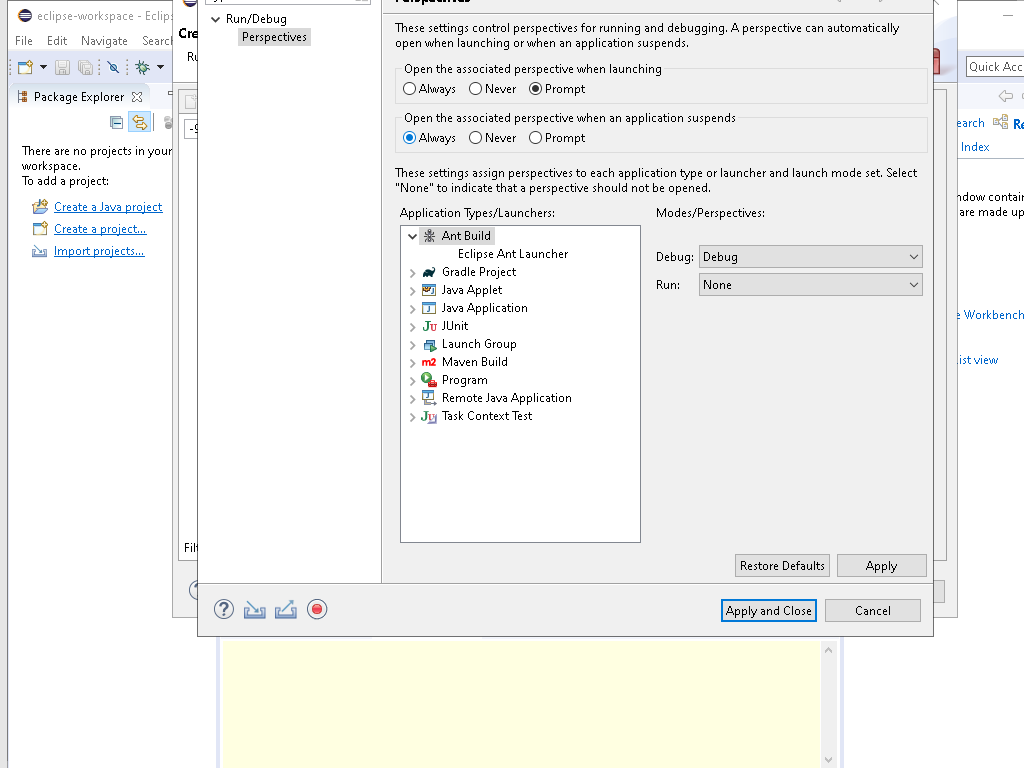 eclipse-workspace - Eclips
File Edit Navigate Search
Package Explorer
There are no projects in your
workspace.
To add a project:
Create a Java project
Create a project...
Import projects...
Cre
Ru
Run/Debug
Perspectives
These settings control perspectives for running and debugging. A perspective can automatically
open when launching or when an application suspends.
Open the associated perspective when launching
Always Never Prompt
Open the associated perspective when an application suspends
Always Never Prompt
These settings assign perspectives to each application type or launcher and launch mode set. Select
"None" to indicate that a perspective should not be opened.
Application Types/Launchers:
Ant Build
Eclipse Ant Launcher
Gradle Project
Java Applet
Java Application
JUnit
Launch Group
Maven Build
Program
Remote Java Application
Task Context Test
Modes/Perspectives:
Debug: Debug
Run: None
Restore Defaults Apply
Apply and Close Cancel
Filt
Quick Acc
earch Re
Index
ndow contain
are made up
e Workbench
ist view